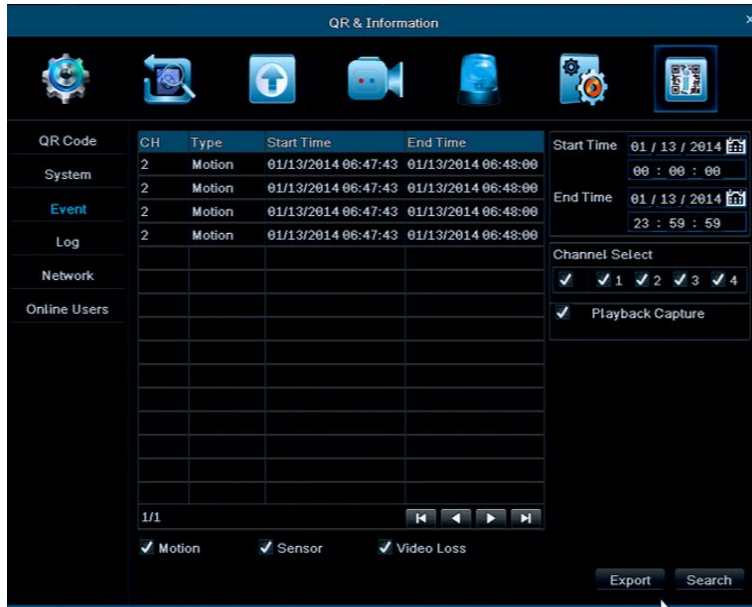 QR & Information
x
QR Code
System
Event
Log
Network
Online Users
CH Type Start Time End Time
2 Motion 01/13/2014 06:47:43 01/13/2014 06:48:00
2 Motion 01/13/2014 06:47:43 01/13/2014 06:48:00
2 Motion 01/13/2014 06:47:43 01/13/2014 06:48:00
2 Motion 01/13/2014 06:47:43 01/13/2014 06:48:00
1/1
Motion Sensor Video Loss
Start Time 01 / 13 / 2014
00 : 00 : 00
End Time 01 / 13 / 2014
23 : 59 : 59
Channel Select
1 2 3 4
Playback Capture
Export Search